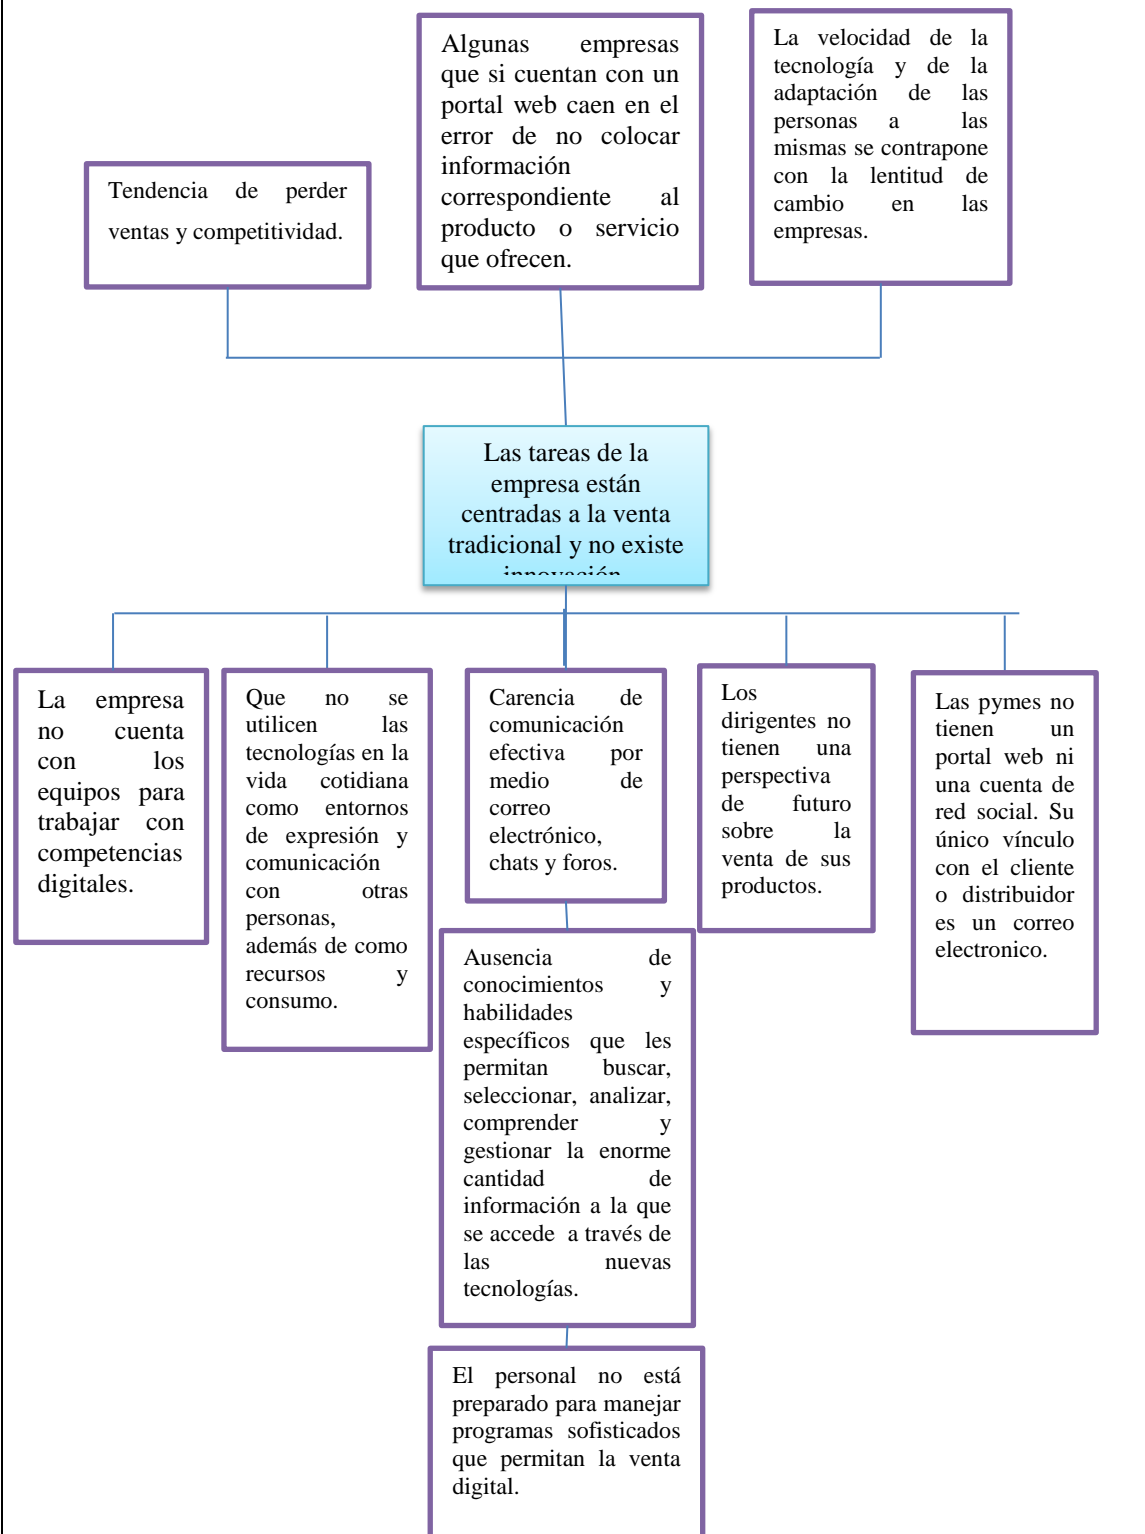 Algunas empresas
que si cuentan con un
portal web caen en el
error de no colocar
información
correspondiente al
producto o servicio
que ofrecen.
La velocidad de la
tecnología y de la
adaptación de las
personas a las
mismas se contrapone
con la lentitud de
cambio en las
empresas.
Tendencia de perder
ventas y competitividad.
Las tareas de la
empresa están
centradas a la venta
tradicional y no existe
innovación
La empresa
no cuenta
con los
equipos para
trabajar con
competencias
digitales.
Que no se
utilicen las
tecnologías en la
vida cotidiana
como entornos
de expresión y
comunicación
con otras
personas,
además de como
recursos y
consumo.
Carencia de
comunicación
efectiva por
medio de
correo
electrónico,
chats y foros.
Los
dirigentes no
tienen una
perspectiva
de futuro
sobre la
venta de sus
productos.
Las pymes no
tienen un
portal web ni
una cuenta de
red social. Su
único vínculo
con el cliente
o distribuidor
es un correo
electronico.
Ausencia de
conocimientos y
habilidades
específicos que les
permitan buscar,
seleccionar, analizar,
comprender y
gestionar la enorme
cantidad de
información a la que
se accede a través de
las nuevas
tecnologías.
El personal no está
preparado para manejar
programas sofisticados
que permitan la venta
digital.